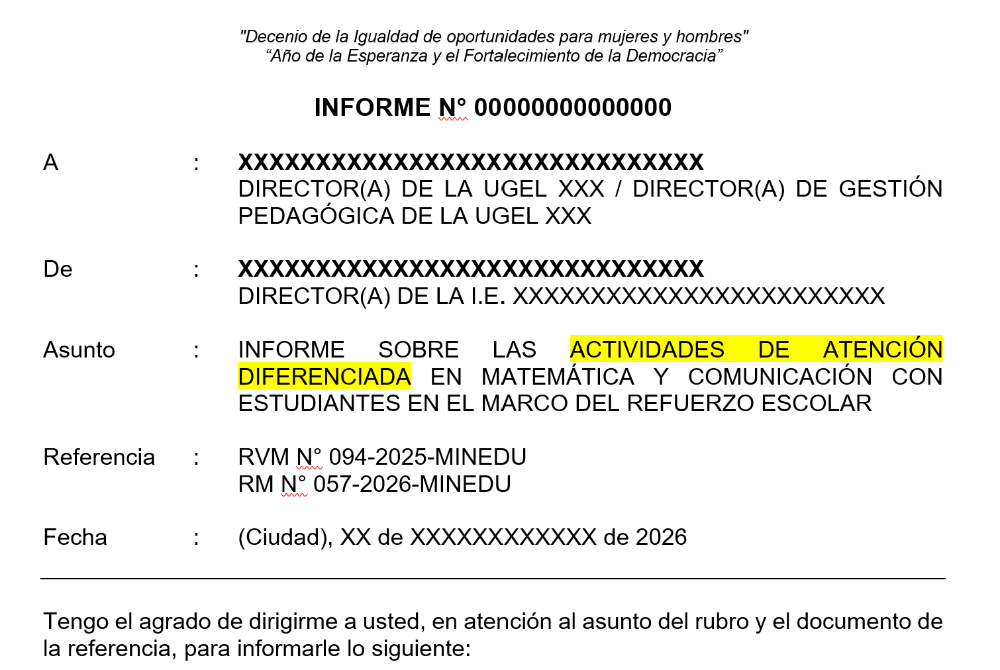 "Decenio de la Igualdad de oportunidades para mujeres y hombres"
“Año de la Esperanza y el Fortalecimiento de la Democracia”
INFORME N° 00000000000000
A : XXXXXXXXXXXXXXXXXXXXXXXXXXXXXX
DIRECTOR(A) DE LA UGEL XXX / DIRECTOR(A) DE GESTIÓN
PEDAGÓGICA DE LA UGEL XXX
De : XXXXXXXXXXXXXXXXXXXXXXXXXXXXXX
DIRECTOR(A) DE LA I.E. XXXXXXXXXXXXXXXXXXXXXXXX
Asunto : INFORME SOBRE LAS ACTIVIDADES DE ATENCIÓN
DIFERENCIADA EN MATEMÁTICA Y COMUNICACIÓN CON
ESTUDIANTES EN EL MARCO DEL REFUERZO ESCOLAR
Referencia : RVM N° 094-2025-MINEDU
RM N° 057-2026-MINEDU
Fecha : (Ciudad), XX de XXXXXXXXXXXX de 2026
Tengo el agrado de dirigirme a usted, en atención al asunto del rubro y el documento de
la referencia, para informarle lo siguiente: